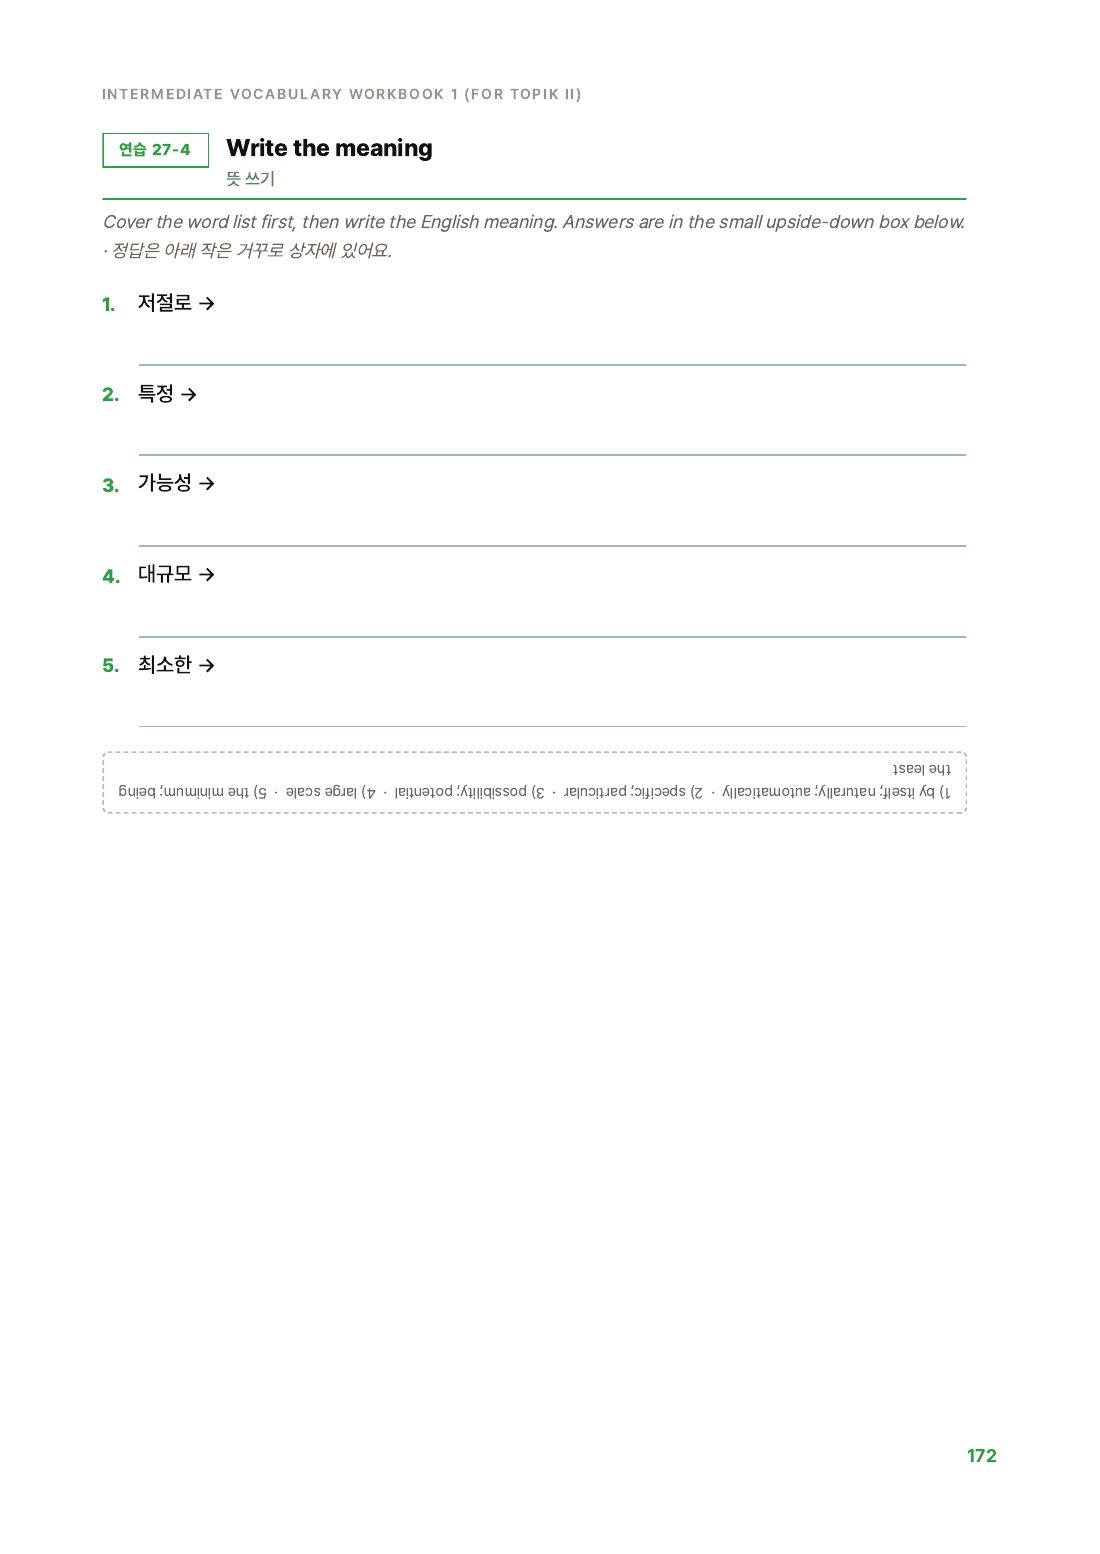 INTERMEDIATE VOCABULARY WORKBOOK 1 (FOR TOPIK II)
연습 27-4
Write the meaning
뜻 쓰기
Cover the word list first, then write the English meaning. Answers are in the small upside-down box below.
· 정답은 아래 작은 거꾸로 상자에 있어요.
1. 저절로 →
2. 특정 →
3. 가능성 →
4. 대규모 →
5. 최소한 →
1) by itself; naturally; automatically · 2) specific; particular · 3) possibility; potential · 4) large scale · 5) the minimum; being
the least
172